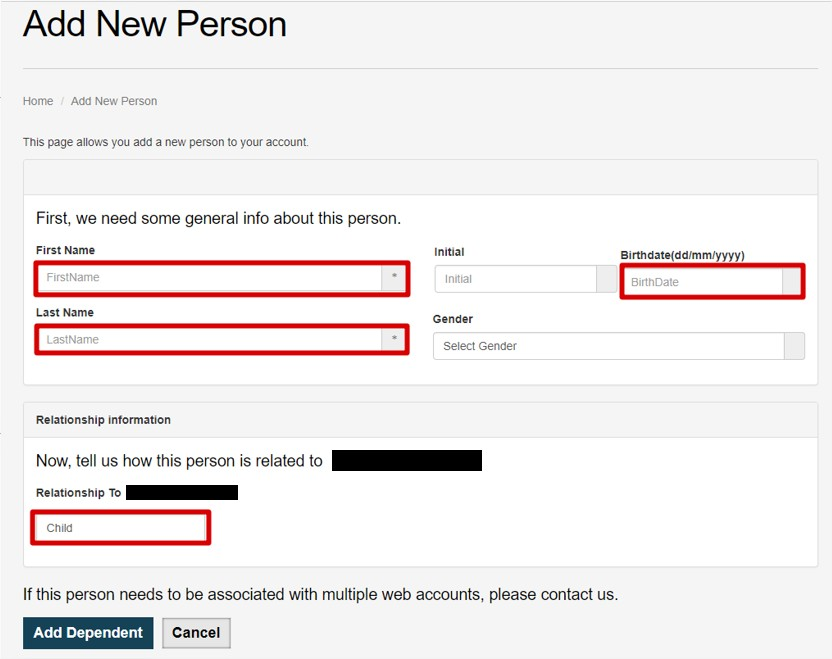 Add New Person
Home / Add New Person
This page allows you add a new person to your account.
First, we need some general info about this person.
First Name
FirstName *
Initial
Initial
Birthdate(dd/mm/yyyy)
BirthDate
Last Name
LastName *
Gender
Select Gender
Relationship information
Now, tell us how this person is related to
Relationship To
Child
If this person needs to be associated with multiple web accounts, please contact us.
Add Dependent Cancel